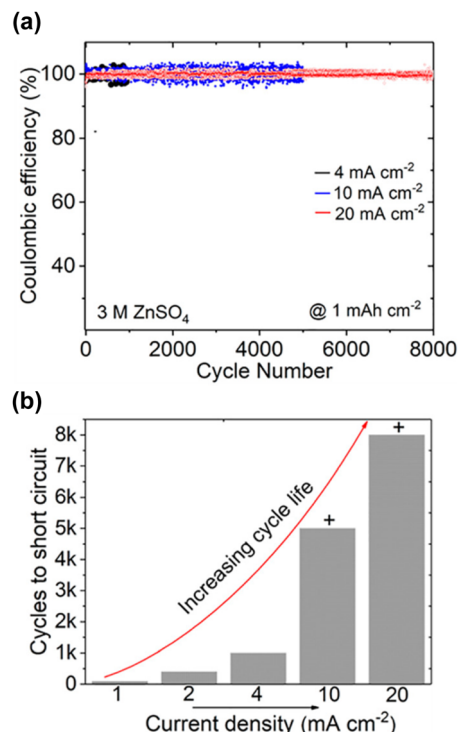 (a)
Coulombic efficiency (%)
100
80
60
40
4 mA cm⁻²
10 mA cm⁻²
20 mA cm⁻²
3 M ZnSO₄
@ 1 mAh cm⁻²
0 2000 4000 6000 8000
Cycle Number
(b)
Cycles to short circuit
8k
7k
6k
5k
4k
3k
2k
1k
0
Increasing cycle life
+
+
1 2 4 10 20
Current density (mA cm⁻²)